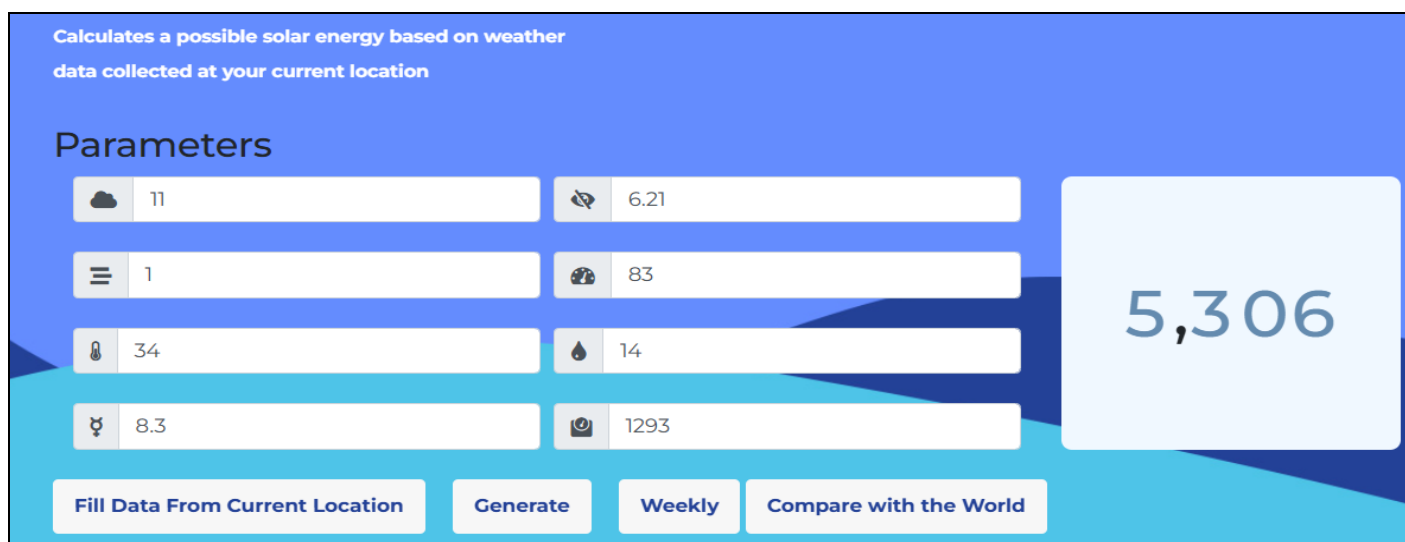 Calculates a possible solar energy based on weather
data collected at your current location
Parameters
11
6.21
1
83
34
14
8.3
1293
5,306
Fill Data From Current Location
Generate
Weekly
Compare with the World